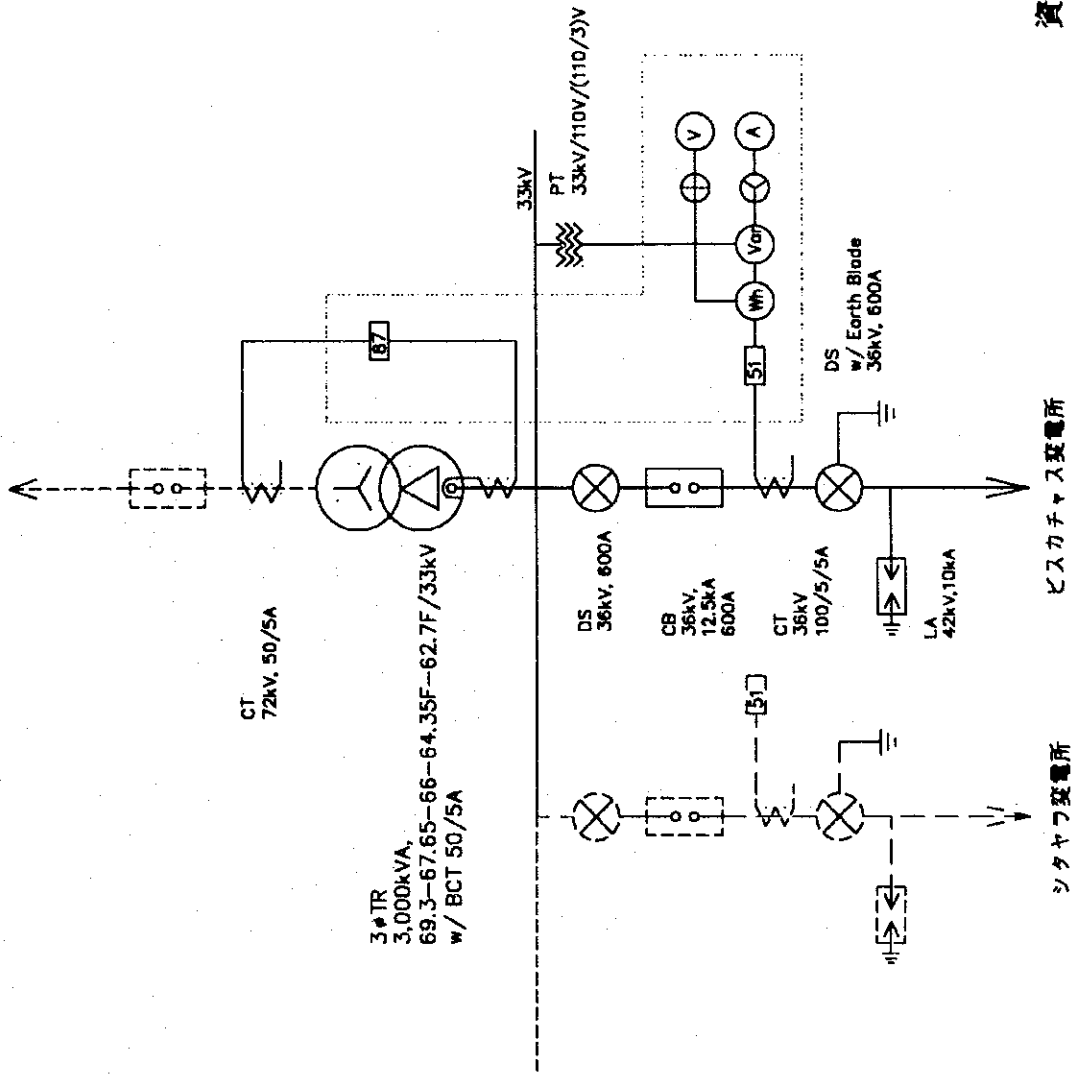 資
CT
72kV, 50/5A
87
3φTR
3,000kVA,
69.3-67.65-66-64.35F-62.7F/33kV
w/ BCT 50/5A
33kV
PT
33kV/110V/(110/3)V
V
A
Var
Wh
51
DS
36kV, 600A
CB
36kV,
12.5kA
600A
CT
36kV
100/5/5A
DS
w/ Earth Blade
36kV, 600A
LA
42kV,10kA
51
ビスカチャス変電所
シタヤフ変電所